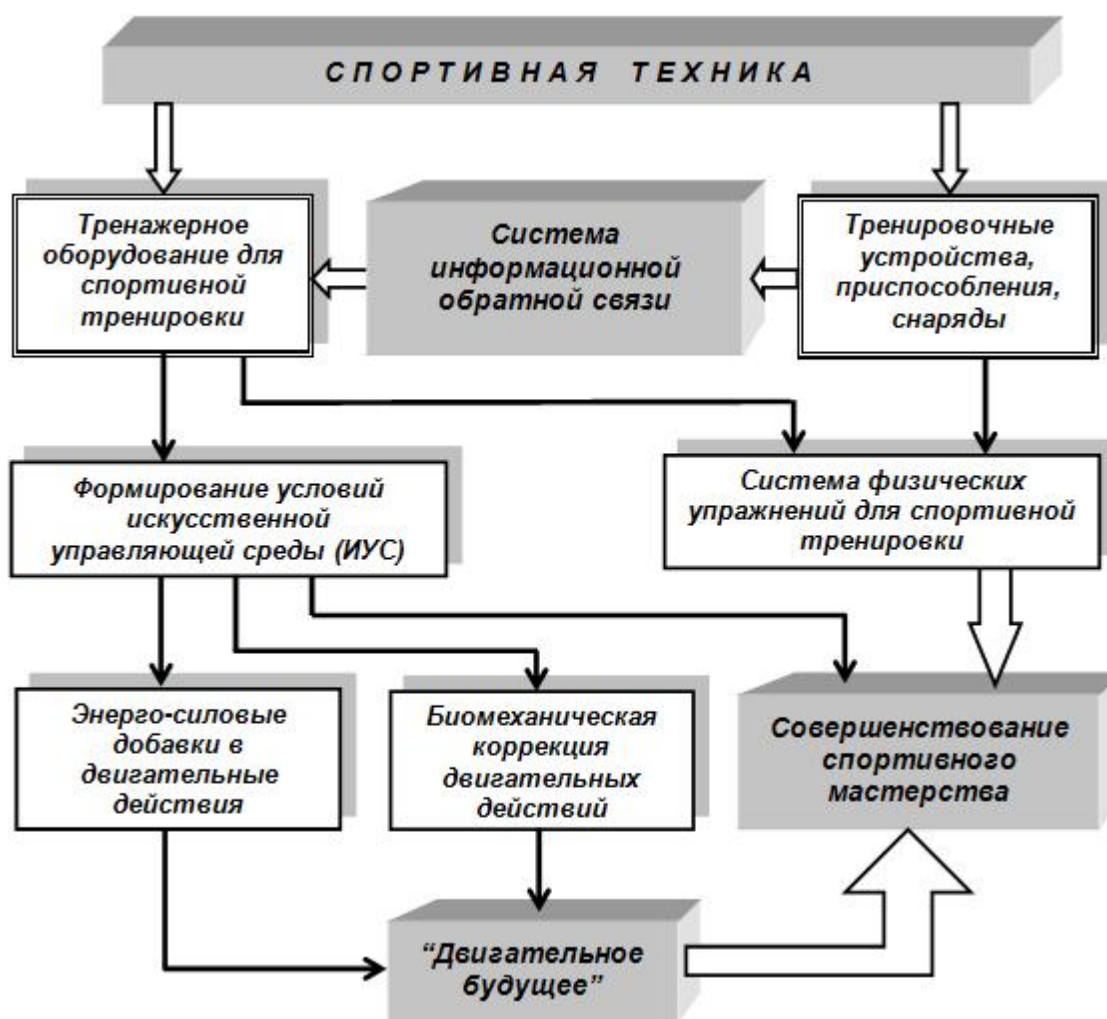 СПОРТИВНАЯ ТЕХНИКА
Тренажерное
оборудование для
спортивной
тренировки
Система
информационной
обратной связи
Тренировочные
устройства,
приспособления,
снаряды
Формирование условий
искусственной
управляющей среды (ИУС)
Система физических
упражнений для спортивной
тренировки
Энерго-силовые
добавки в
двигательные
действия
Биомеханическая
коррекция
двигательных
действий
Совершенствование
спортивного
мастерства
“Двигательное
будущее”